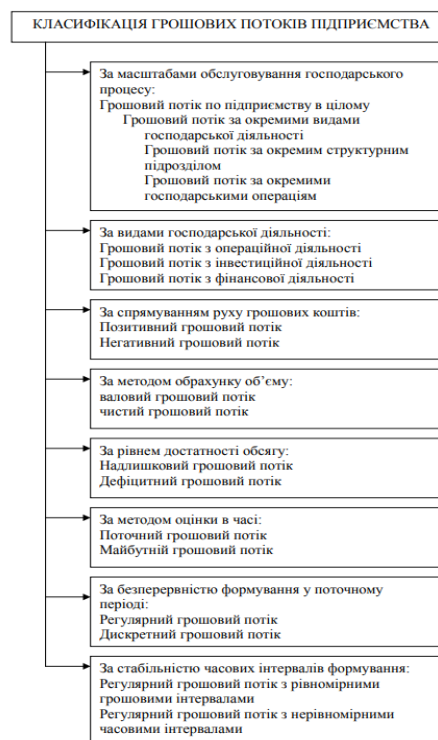 КЛАСИФІКАЦІЯ ГРОШОВИХ ПОТОКІВ ПІДПРИЄМСТВА
За масштабами обслуговування господарського
процесу:
Грошовий потік по підприємству в цілому
Грошовий потік за окремими видами
господарської діяльності
Грошовий потік за окремим структурним
підрозділом
Грошовий потік за окремими
господарськими операціям
За видами господарської діяльності:
Грошовий потік з операційної діяльності
Грошовий потік з інвестиційної діяльності
Грошовий потік з фінансової діяльності
За спрямуванням руху грошових коштів:
Позитивний грошовий потік
Негативний грошовий потік
За методом обрахунку об’єму:
валовий грошовий потік
чистий грошовий потік
За рівнем достатності обсягу:
Надлишковий грошовий потік
Дефіцитний грошовий потік
За методом оцінки в часі:
Поточний грошовий потік
Майбутній грошовий потік
За безперервністю формування у поточному
періоді:
Регулярний грошовий потік
Дискретний грошовий потік
За стабільністю часових інтервалів формування:
Регулярний грошовий потік з рівномірними
грошовими інтервалами
Регулярний грошовий потік з нерівномірними
часовими інтервалами